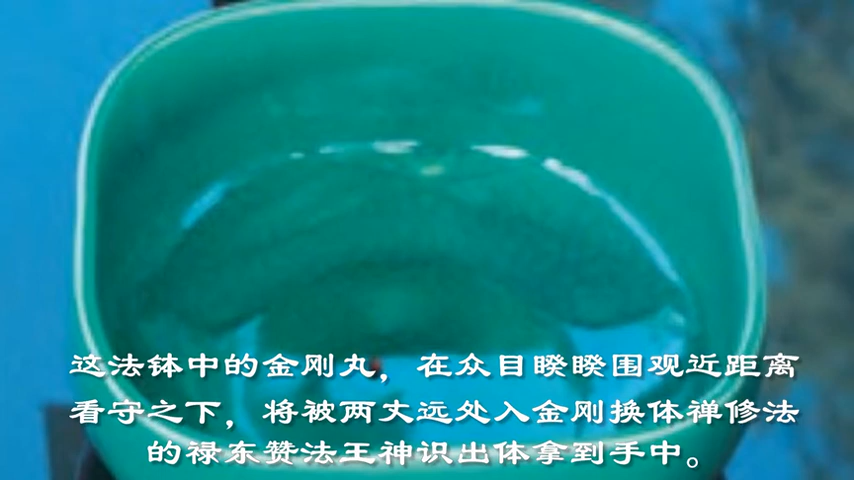 这法钵中的金刚丸，在众目睽睽围观近距离
看守之下，将被两丈远处入金刚换体禅修法
的禄东赞法王神识出体拿到手中。